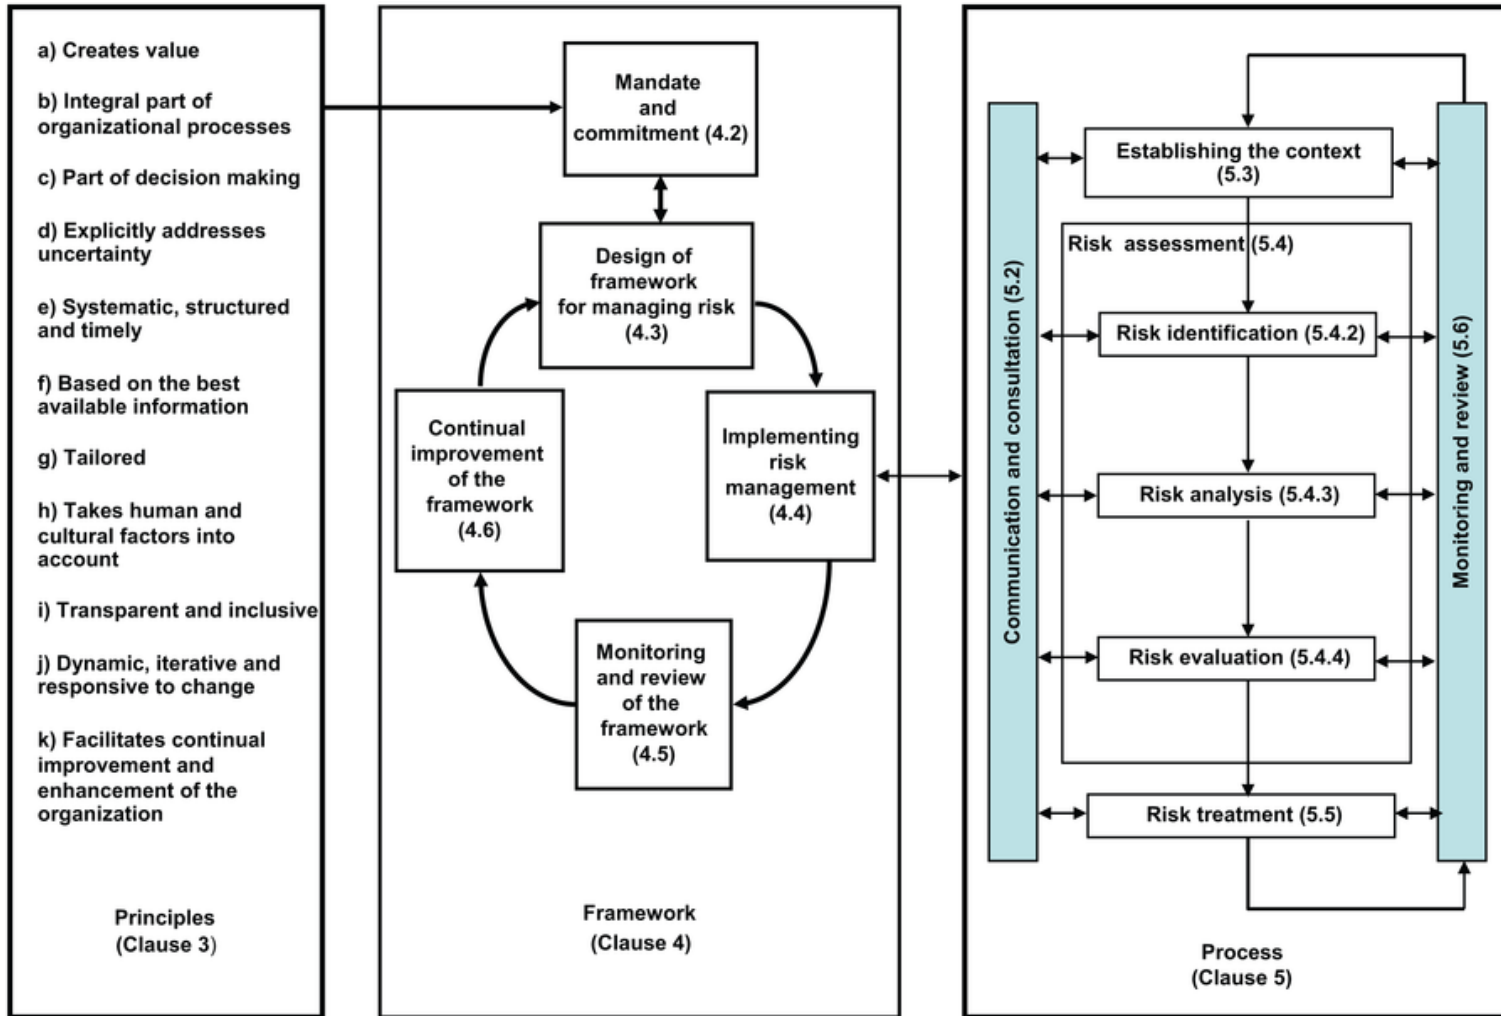 a) Creates value
b) Integral part of
organizational processes
c) Part of decision making
d) Explicitly addresses
uncertainty
e) Systematic, structured
and timely
f) Based on the best
available information
g) Tailored
h) Takes human and
cultural factors into
account
i) Transparent and inclusive
j) Dynamic, iterative and
responsive to change
k) Facilitates continual
improvement and
enhancement of the
organization
Principles
(Clause 3)
Mandate
and
commitment (4.2)
Design of
framework
for managing risk
(4.3)
Continual
improvement
of the
framework
(4.6)
Implementing
risk
management
(4.4)
Monitoring
and review
of the
framework
(4.5)
Framework
(Clause 4)
Communication and consultation (5.2)
Establishing the context
(5.3)
Risk assessment (5.4)
Risk identification (5.4.2)
Risk analysis (5.4.3)
Risk evaluation (5.4.4)
Risk treatment (5.5)
Monitoring and review (5.6)
Process
(Clause 5)